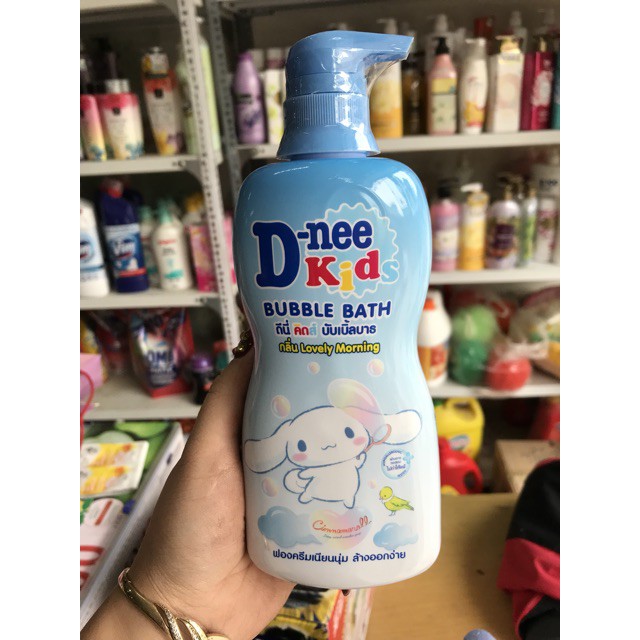 D-nee
Kids
BUBBLE BATH
ดีนี่ คิดส์ บับเบิ้ลบาธ
กลิ่น Lovely Morning
Cinnamoroll
ฟองครีมเนียนนุ่ม ล้างออกง่าย
OMO